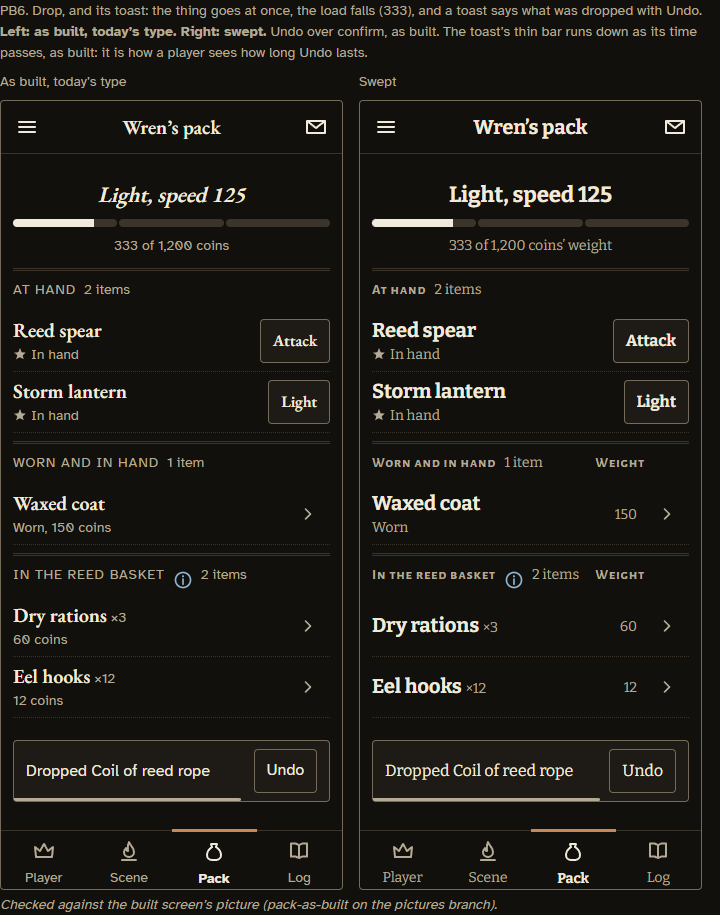 PB6. Drop, and its toast: the thing goes at once, the load falls (333), and a toast says what was dropped with Undo.
Left: as built, today's type. Right: swept. Undo over confirm, as built. The toast's thin bar runs down as its time
passes, as built: it is how a player sees how long Undo lasts.
As built, today's type
Wren's pack
Light, speed 125
333 of 1,200 coins
AT HAND 2 items
Reed spear
★ In hand
Attack
Storm lantern
★ In hand
Light
WORN AND IN HAND 1 item
Waxed coat
Worn, 150 coins
IN THE REED BASKET 2 items
Dry rations ×3
60 coins
Eel hooks ×12
12 coins
Dropped Coil of reed rope
Undo
Player Scene Pack Log
Swept
Wren's pack
Light, speed 125
333 of 1,200 coins' weight
At hand 2 items
Reed spear
★ In hand
Attack
Storm lantern
★ In hand
Light
Worn and in hand 1 item Weight
Waxed coat
Worn
150
In the reed basket 2 items Weight
Dry rations ×3 60
Eel hooks ×12 12
Dropped Coil of reed rope
Undo
Player Scene Pack Log
Checked against the built screen's picture (pack-as-built on the pictures branch).